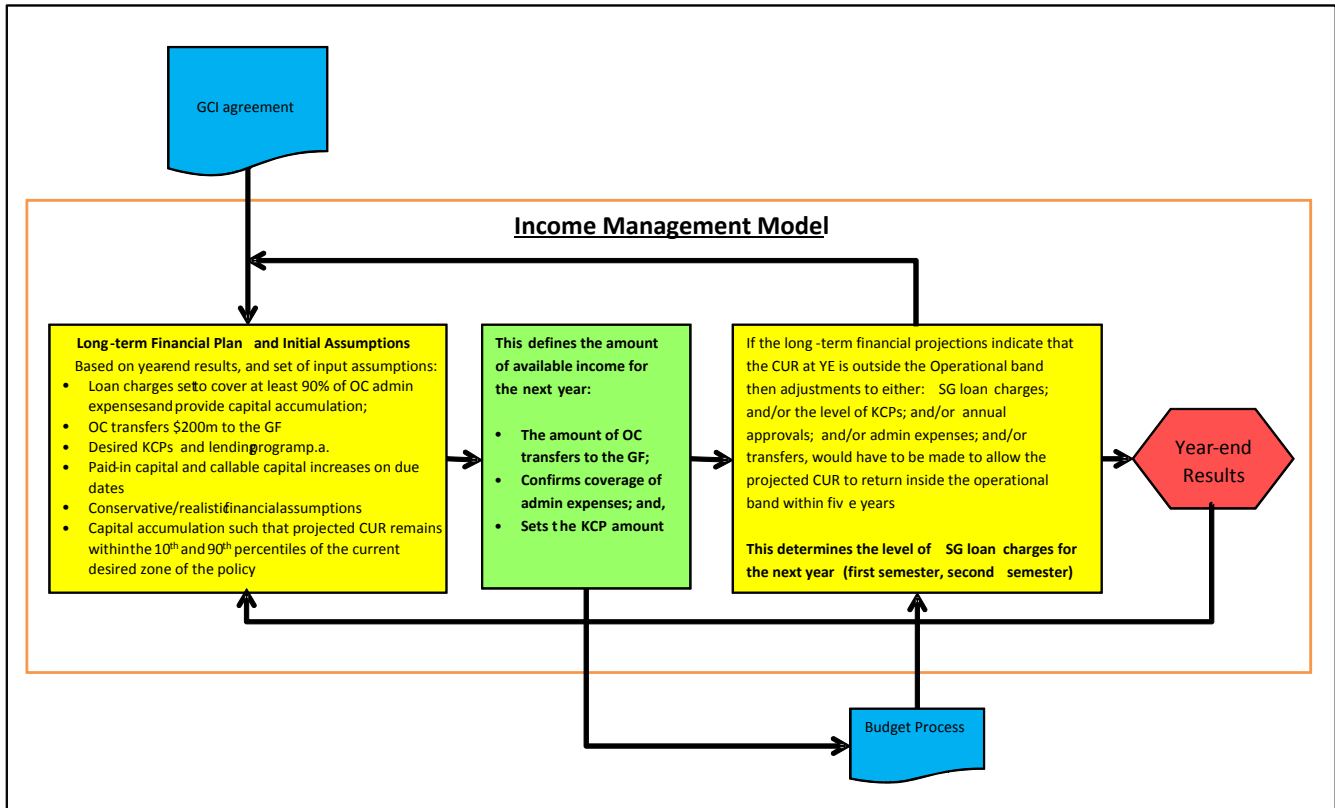 GCI agreement
Income Management Model
Long-term Financial Plan and Initial Assumptions
Based on year-end results, and set of input assumptions:
• Loan charges set to cover at least 90% of OC admin
expenses and provide capital accumulation;
• OC transfers $200m to the GF
• Desired KCPs and lending program p.a.
• Paid-in capital and callable capital increases on due
dates
• Conservative/realistic financial assumptions
• Capital accumulation such that projected CUR remains
within the 10th and 90th percentiles of the current
desired zone of the policy
This defines the amount
of available income for
the next year:
• The amount of OC
transfers to the GF;
• Confirms coverage of
admin expenses; and,
• Sets the KCP amount
If the long-term financial projections indicate that
the CUR at YE is outside the Operational band
then adjustments to either: SG loan charges;
and/or the level of KCPs; and/or annual
approvals; and/or admin expenses; and/or
transfers, would have to be made to allow the
projected CUR to return inside the operational
band within five years
This determines the level of SG loan charges for
the next year (first semester, second semester)
Year-end
Results
Budget Process